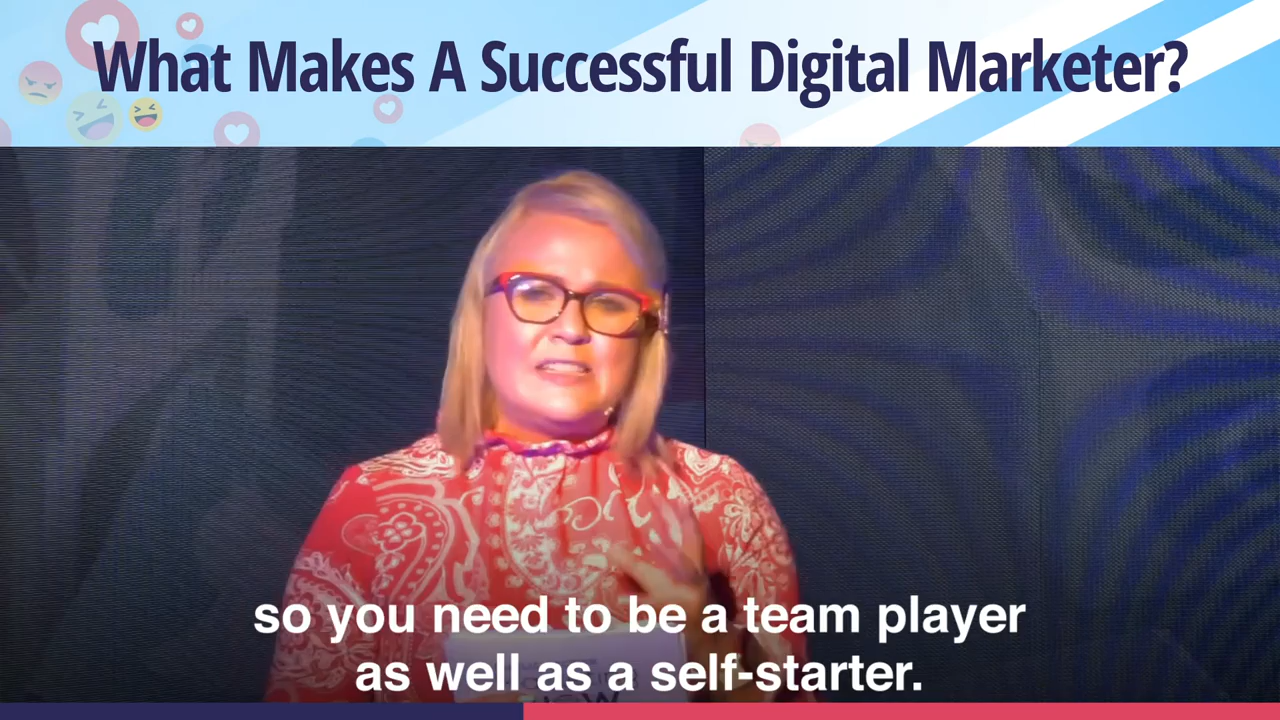 What Makes A Successful Digital Marketer?
so you need to be a team player
as well as a self-starter.